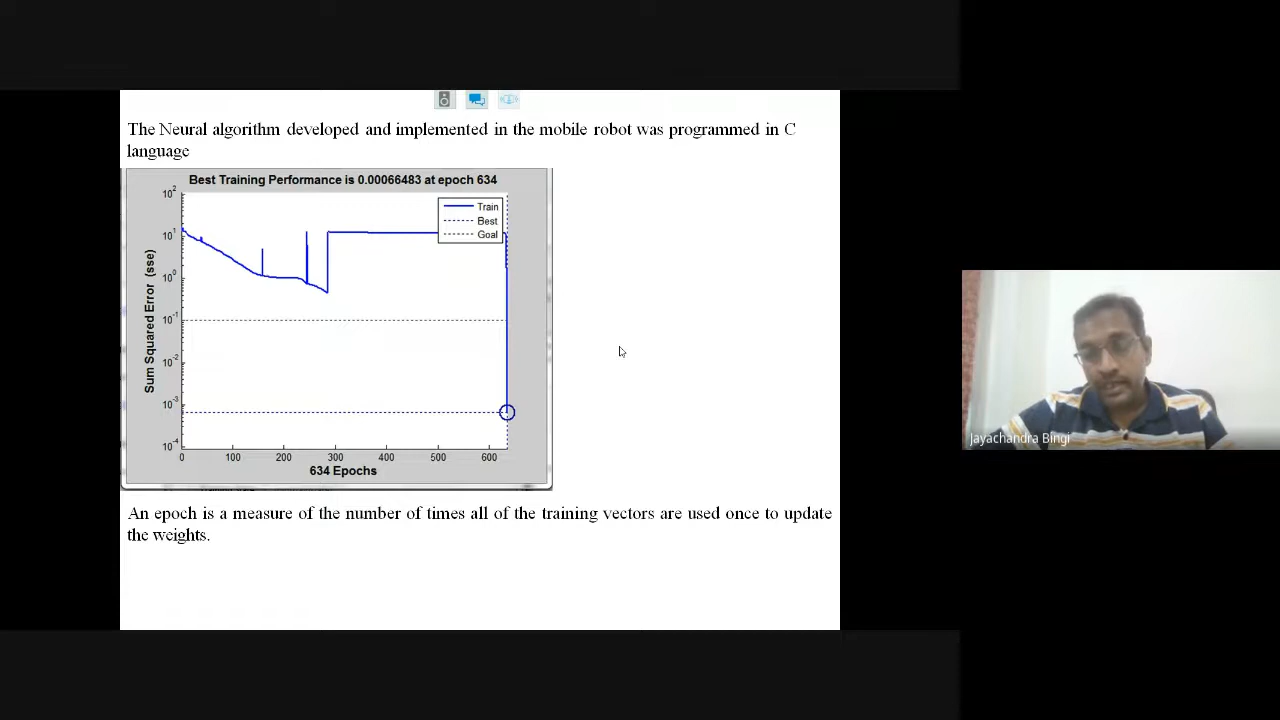 The Neural algorithm developed and implemented in the mobile robot was programmed in C
language
Best Training Performance is 0.00066483 at epoch 634
Sum Squared Error (sse)
10^2
10^1
10^0
10^-1
10^-2
10^-3
10^-4
Train
Best
Goal
0 100 200 300 400 500 600
634 Epochs
An epoch is a measure of the number of times all of the training vectors are used once to update
the weights.
Jayachandra Bingi